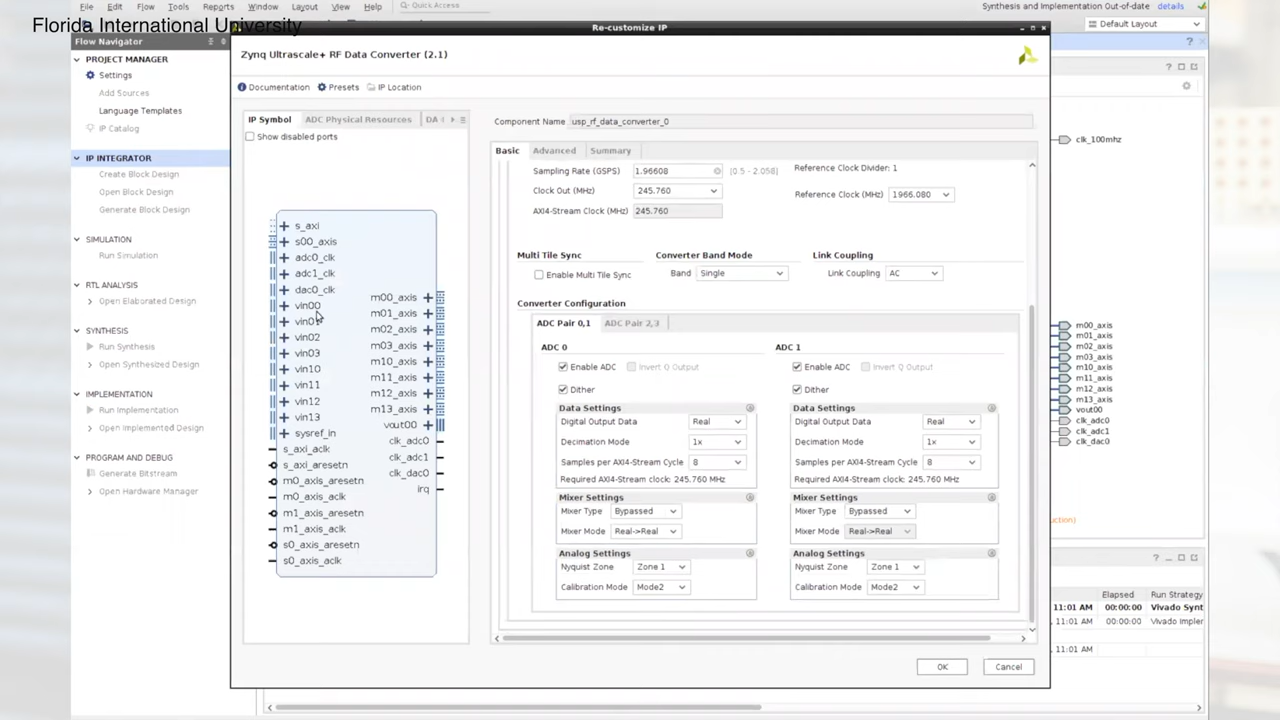 File Edit Flow Tools Reports Window Layout View Help Quick Access
Synthesis and Implementation Out-of-date details
Florida International University
Re-customize IP
Default Layout
Flow Navigator
Zynq Ultrascale+ RF Data Converter (2.1)
PROJECT MANAGER
Settings
Add Sources
Language Templates
IP Catalog
IP INTEGRATOR
Create Block Design
Open Block Design
Generate Block Design
SIMULATION
Run Simulation
RTL ANALYSIS
Open Elaborated Design
SYNTHESIS
Run Synthesis
Open Synthesized Design
IMPLEMENTATION
Run Implementation
Open Implemented Design
PROGRAM AND DEBUG
Generate Bitstream
Open Hardware Manager
Documentation Presets IP Location
IP Symbol ADC Physical Resources DA
Show disabled ports
s_axi
s00_axis
adc0_clk
adc1_clk
dac0_clk
vin00
vin01
vin02
vin03
vin10
vin11
vin12
vin13
sysref_in
s_axi_aclk
s_axi_aresetn
m0_axis_aresetn
m0_axis_aclk
m1_axis_aresetn
m1_axis_aclk
s0_axis_aresetn
s0_axis_aclk
m00_axis
m01_axis
m02_axis
m03_axis
m10_axis
m11_axis
m12_axis
m13_axis
vout00
clk_adc0
clk_adc1
clk_dac0
irq
Component Name usp_rf_data_converter_0
Basic Advanced Summary
Sampling Rate (GSPS) 1.96608 [0.5 - 2.058] Reference Clock Divider: 1
Clock Out (MHz) 245.760 Reference Clock (MHz) 1966.080
AXI4-Stream Clock (MHz) 245.760
Multi Tile Sync Converter Band Mode Link Coupling
Enable Multi Tile Sync Band Single Link Coupling AC
Converter Configuration
ADC Pair 0,1 ADC Pair 2,3
ADC 0
Enable ADC Invert Q Output
Dither
Data Settings
Digital Output Data Real
Decimation Mode 1x
Samples per AXI4-Stream Cycle 8
Required AXI4-Stream clock: 245.760 MHz
Mixer Settings
Mixer Type Bypassed
Mixer Mode Real->Real
Analog Settings
Nyquist Zone Zone 1
Calibration Mode Mode2
ADC 1
Enable ADC Invert Q Output
Dither
Data Settings
Digital Output Data Real
Decimation Mode 1x
Samples per AXI4-Stream Cycle 8
Required AXI4-Stream clock: 245.760 MHz
Mixer Settings
Mixer Type Bypassed
Mixer Mode Real->Real
Analog Settings
Nyquist Zone Zone 1
Calibration Mode Mode2
OK Cancel
clk_100mhz
m00_axis
m01_axis
m02_axis
m03_axis
m10_axis
m11_axis
m12_axis
m13_axis
vout00
clk_adc0
clk_adc1
clk_dac0
Elapsed Run Strategy
11:01 AM 00:00:00 Vivado Synt
11:01 AM 00:00:00 Vivado Impler
11:01 AM